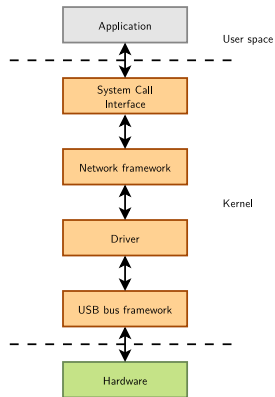 Application
User space
System Call
Interface
Network framework
Kernel
Driver
USB bus framework
Hardware